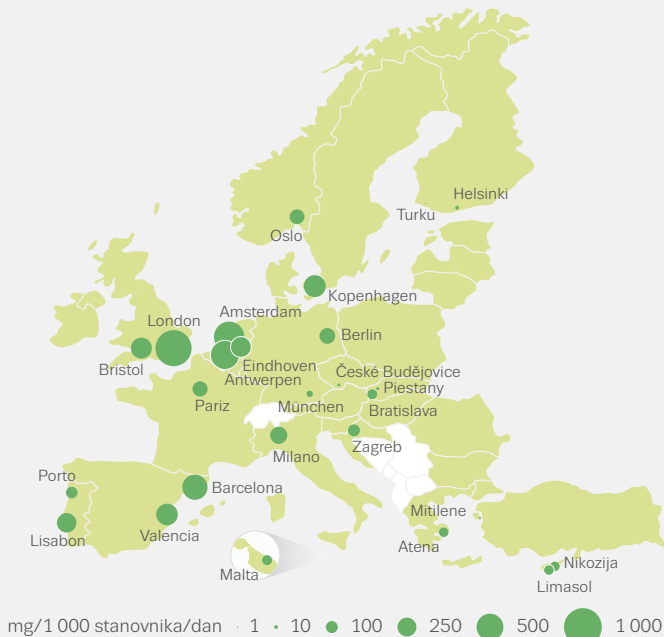 Helsinki
Turku
Oslo
Kopenhagen
Amsterdam
London
Berlin
Bristol
Eindhoven
Antwerpen
České Budějovice
Piestany
München
Pariz
Bratislava
Zagreb
Milano
Porto
Barcelona
Lisabon
Valencia
Mitilene
Atena
Malta
Nikozija
Limasol
mg/1 000 stanovnika/dan 1 10 100 250 500 1 000